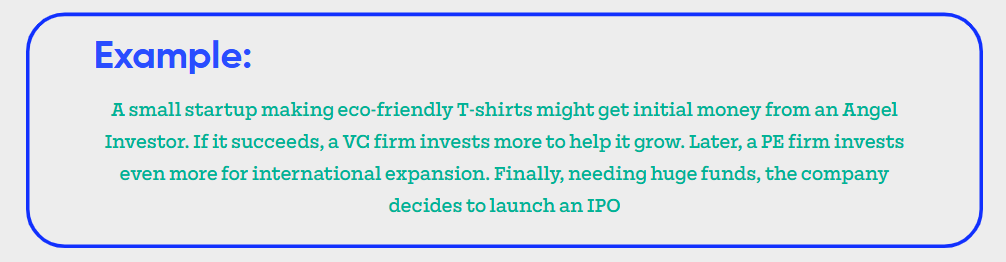 Example:
A small startup making eco-friendly T-shirts might get initial money from an Angel
Investor. If it succeeds, a VC firm invests more to help it grow. Later, a PE firm invests
even more for international expansion. Finally, needing huge funds, the company
decides to launch an IPO